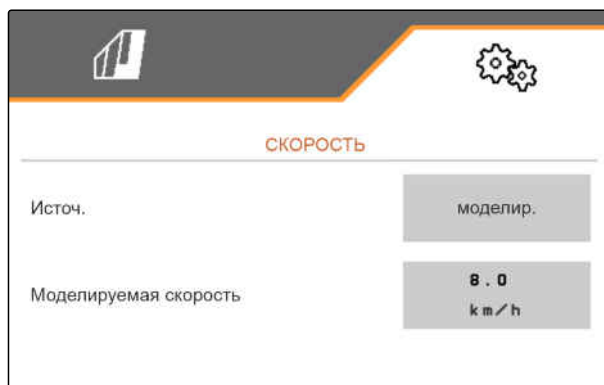 СКОРОСТЬ
Источ.
моделир.
Моделируемая скорость
8.0
km/h